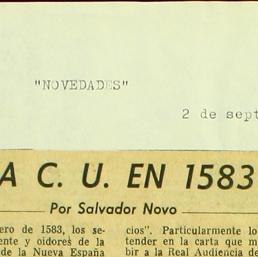 "NOVEDADES"
2 de sept
A C. U. EN 1583
Por Salvador Novo
ero de 1583, los se-
ente y oidores de la
de la Nueva España
cios". Particularmente lo
tender en la carta que m
bir a la Real Audiencia de